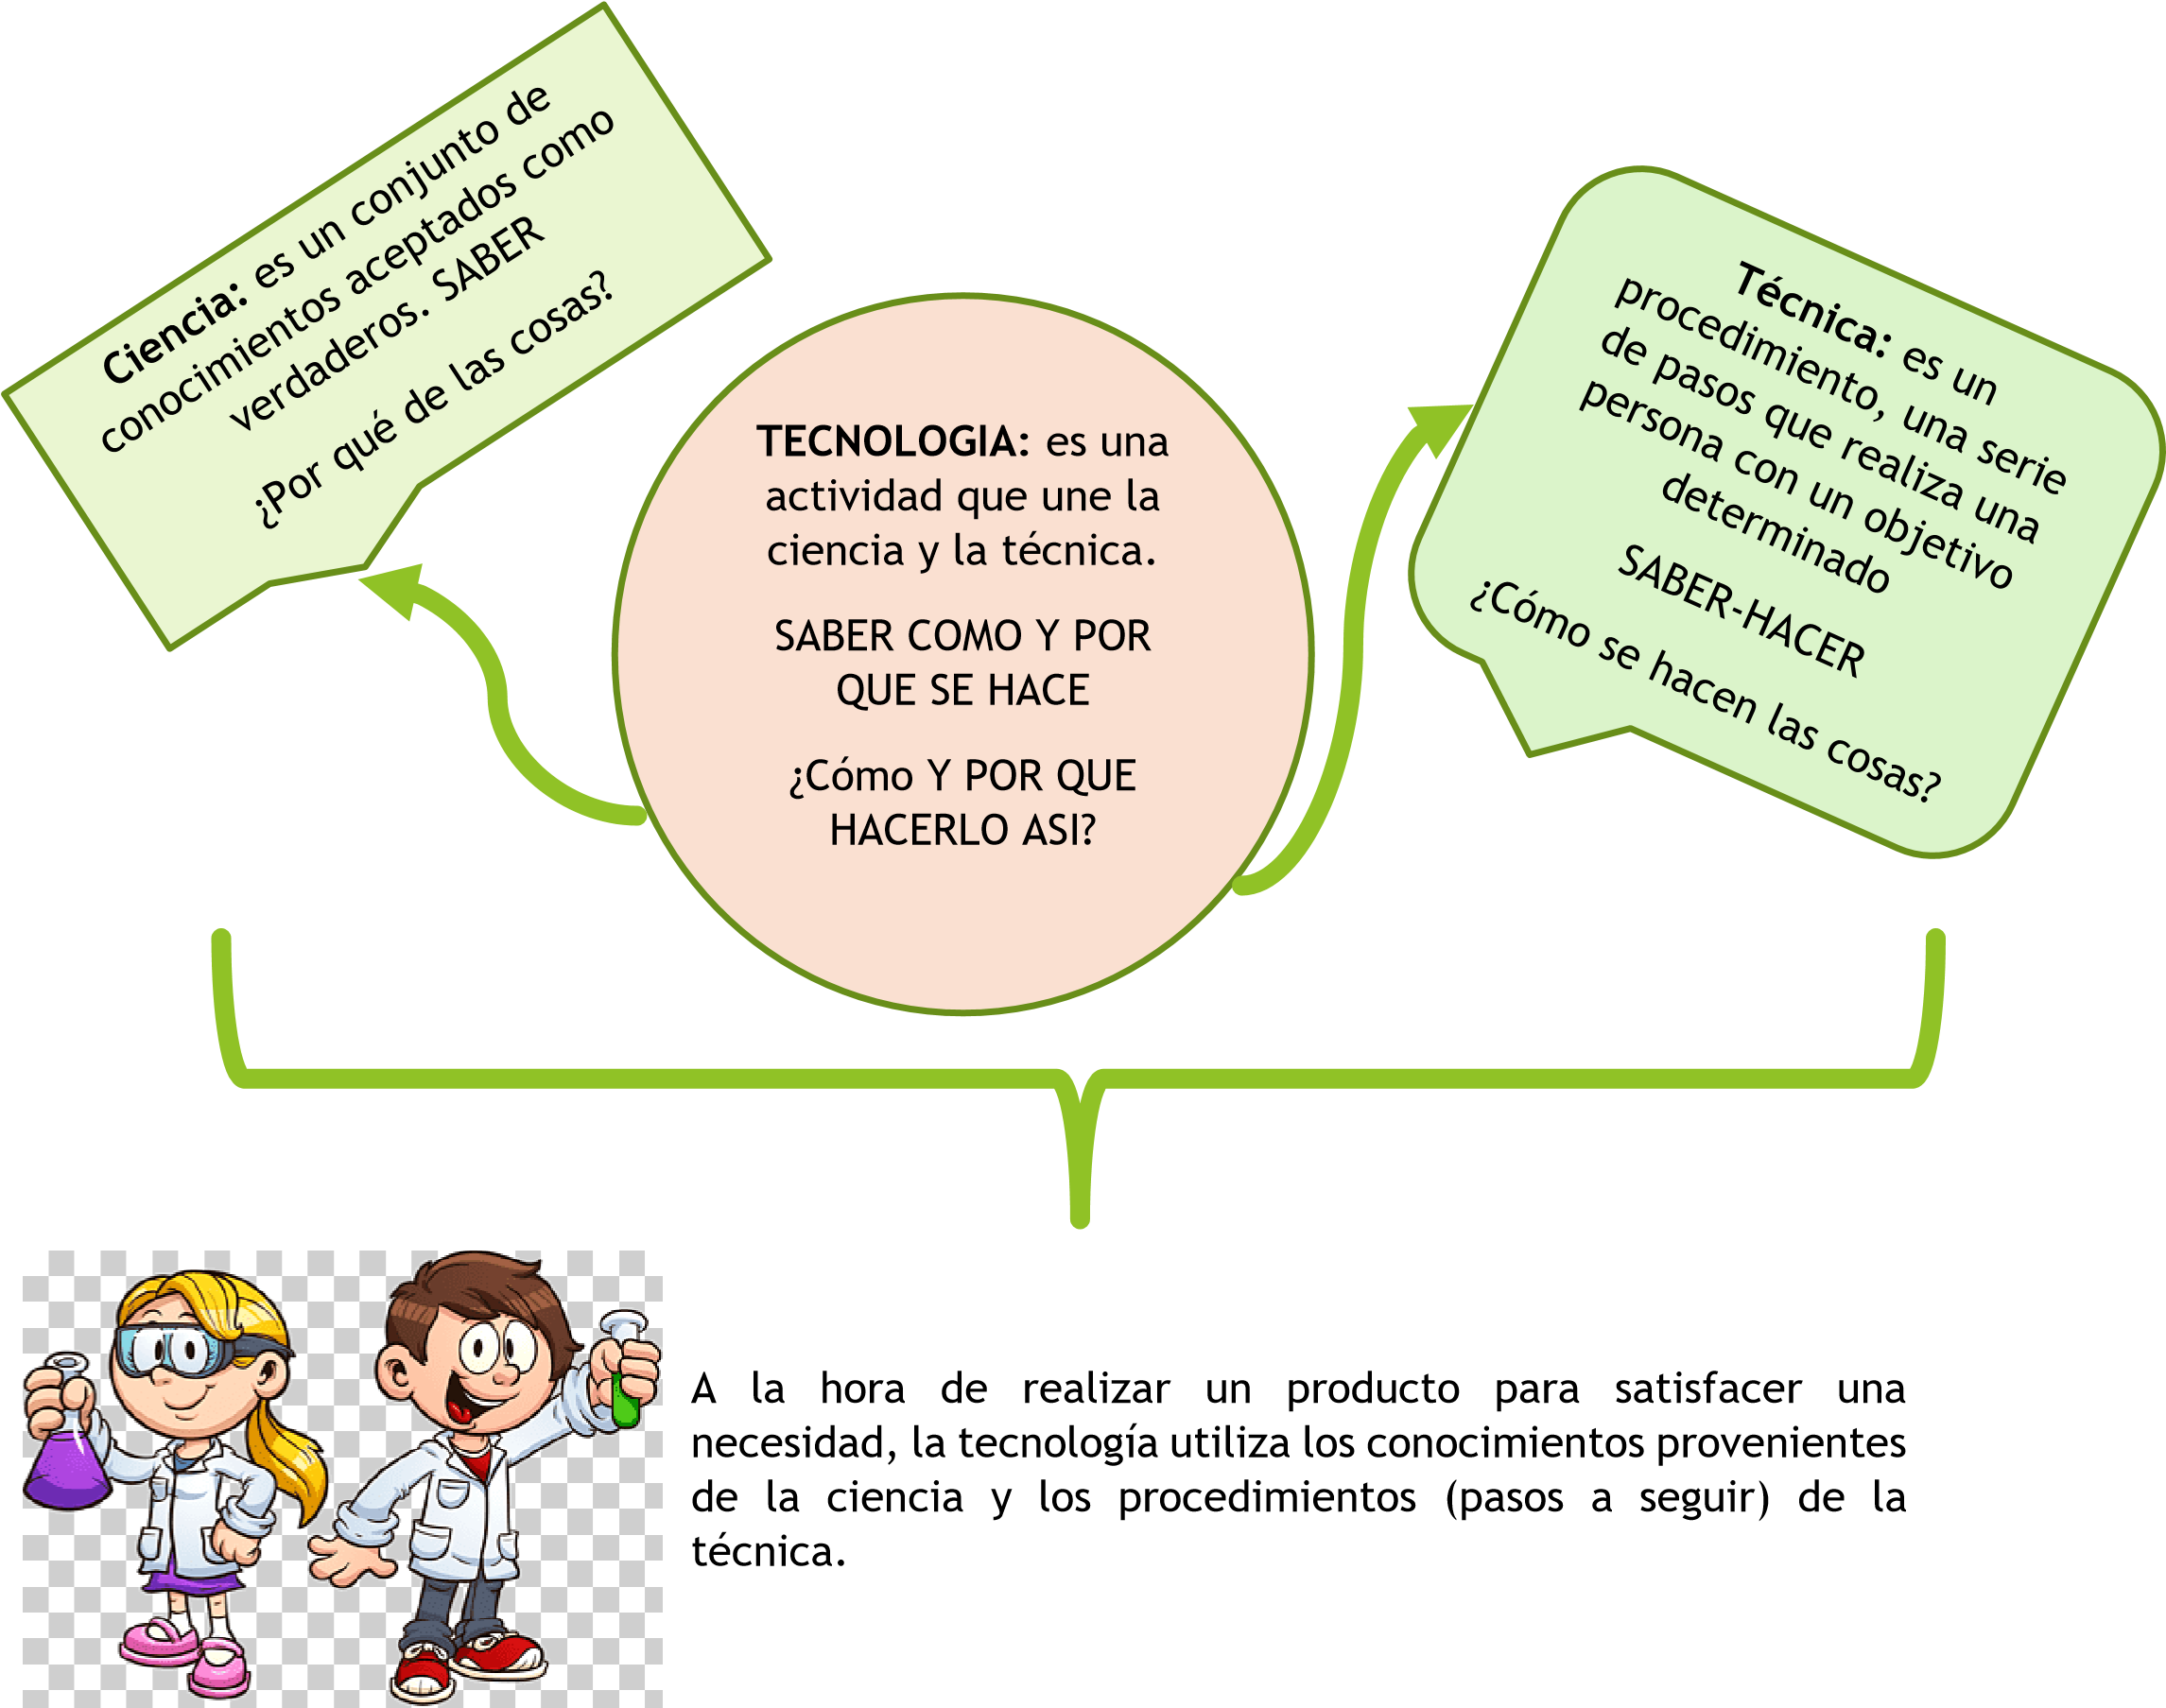 Ciencia: es un conjunto de
conocimientos aceptados como
verdaderos. SABER
¿Por qué de las cosas?
TECNOLOGIA: es una
actividad que une la
ciencia y la técnica.
SABER COMO Y POR
QUE SE HACE
¿Cómo Y POR QUE
HACERLO ASI?
Técnica: es un
procedimiento, una serie
de pasos que realiza una
persona con un objetivo
determinado
SABER-HACER
¿Cómo se hacen las cosas?
A la hora de realizar un producto para satisfacer una
necesidad, la tecnología utiliza los conocimientos provenientes
de la ciencia y los procedimientos (pasos a seguir) de la
técnica.